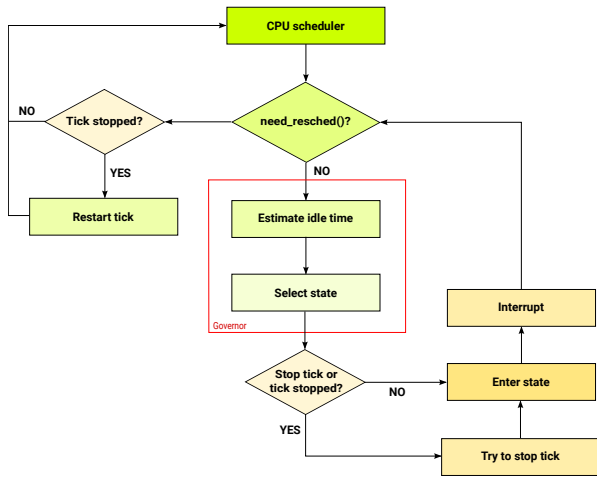 CPU scheduler
NO
Tick stopped?
need_resched()?
YES
NO
Restart tick
Estimate idle time
Select state
Governor
Interrupt
Stop tick or
tick stopped?
NO
Enter state
YES
Try to stop tick